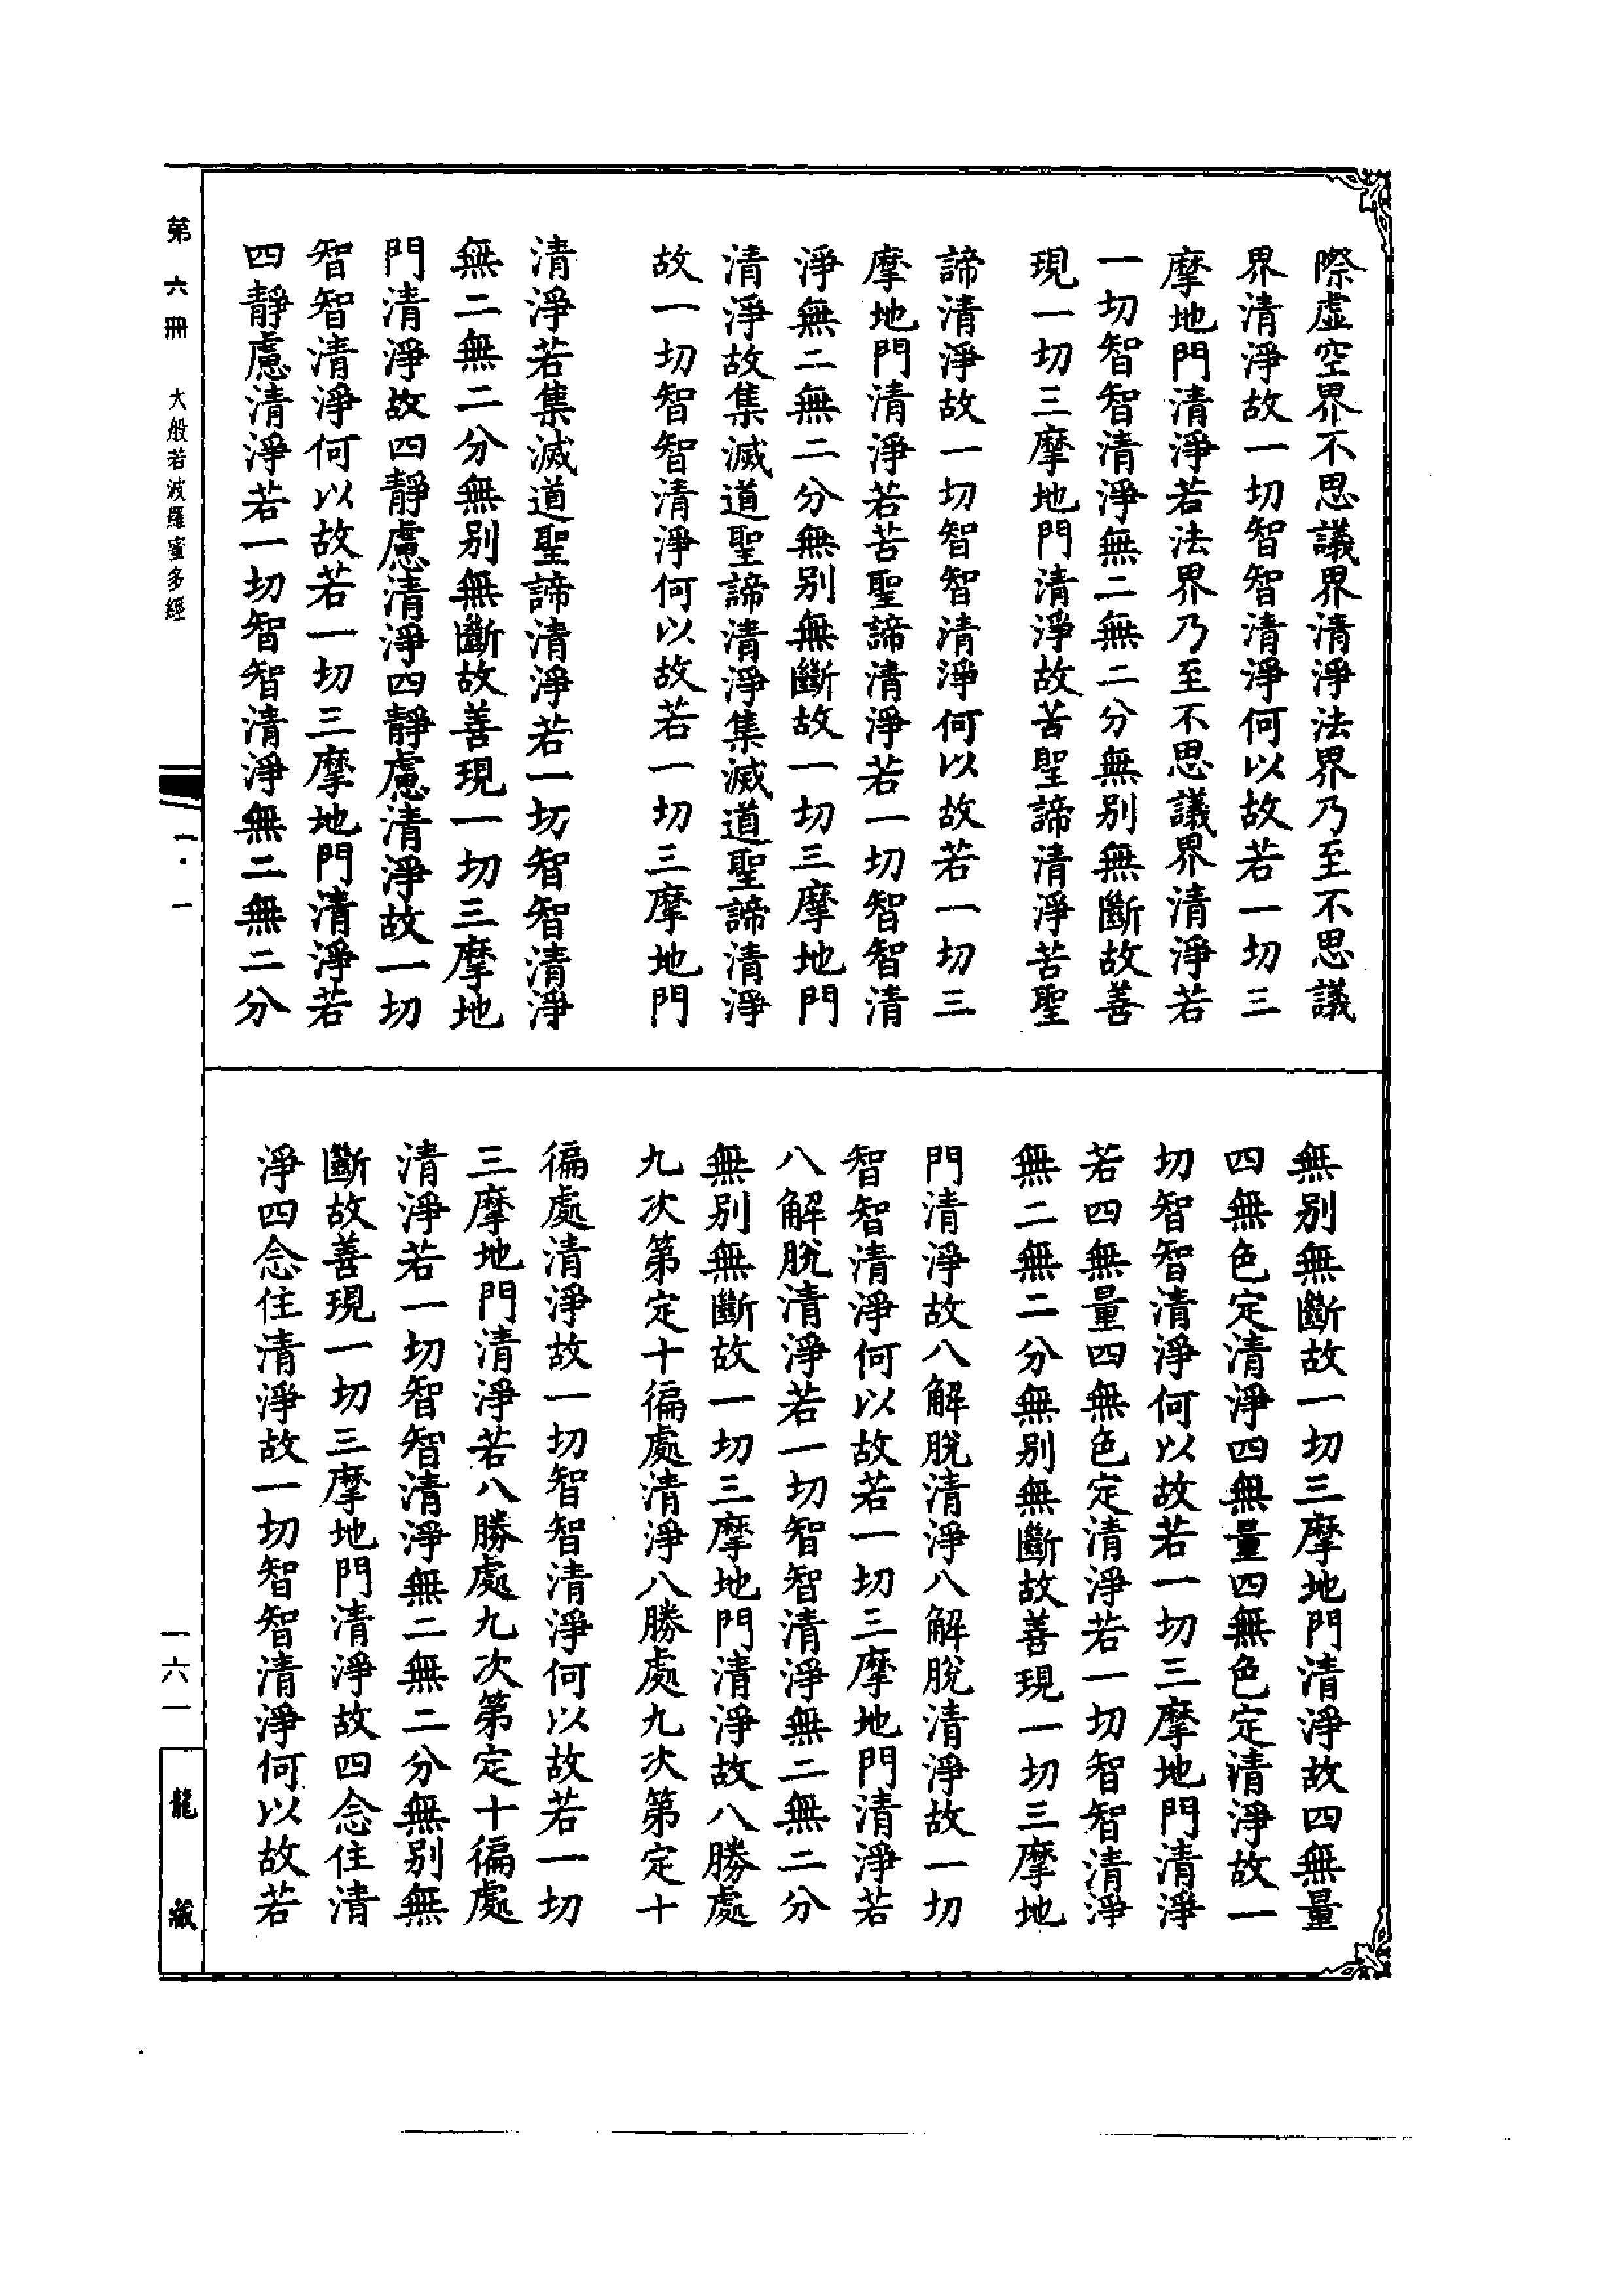 際虛空界不思議界清淨法界乃至不思議
界清淨故一切智智清淨何以故若一切三
摩地門清淨若法界乃至不思議界清淨若
一切智智清淨無二無二分無別無斷故善
現一切三摩地門清淨故苦聖諦清淨苦聖
諦清淨故一切智智清淨何以故若一切三
摩地門清淨若苦聖諦清淨若一切智智清
淨無二無二分無別無斷故一切三摩地門
清淨故集滅道聖諦清淨集滅道聖諦清淨
故一切智智清淨何以故若一切三摩地門
清淨若集滅道聖諦清淨若一切智智清淨
無二無二分無別無斷故善現一切三摩地
門清淨故四靜慮清淨四靜慮清淨故一切
智智清淨何以故若一切三摩地門清淨若
四靜慮清淨若一切智智清淨無二無二分
無別無斷故一切三摩地門清淨故四無量
四無色定清淨四無量四無色定清淨故一
切智智清淨何以故若一切三摩地門清淨
若四無量四無色定清淨若一切智智清淨
無二無二分無別無斷故善現一切三摩地
門清淨故八解脫清淨八解脫清淨故一切
智智清淨何以故若一切三摩地門清淨若
八解脫清淨若一切智智清淨無二無二分
無別無斷故一切三摩地門清淨故八勝處
九次第定十徧處清淨八勝處九次第定十
徧處清淨故一切智智清淨何以故若一切
三摩地門清淨若八勝處九次第定十徧處
清淨若一切智智清淨無二無二分無別無
斷故善現一切三摩地門清淨故四念住清
淨四念住清淨故一切智智清淨何以故若
第六冊 大般若波羅蜜多經
一・一
一六一
龍藏